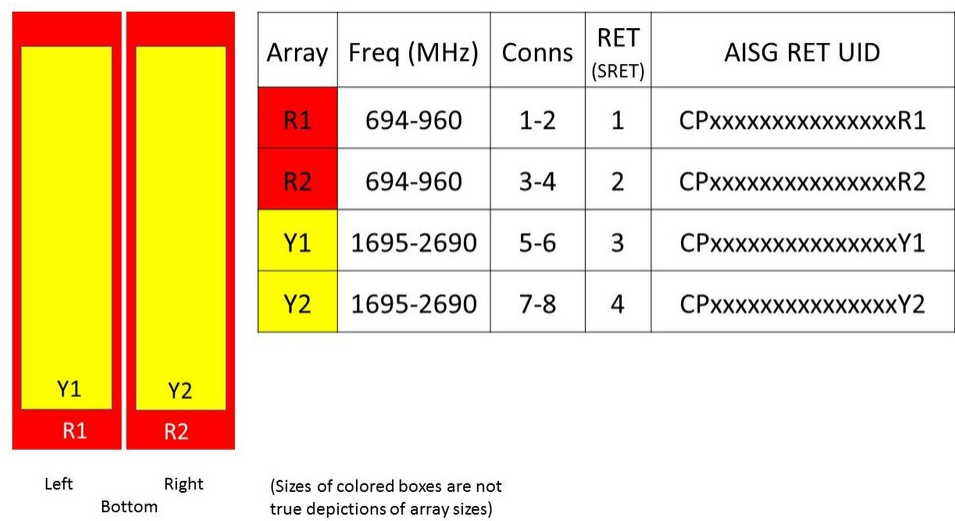 Array Freq (MHz) Conns RET (SRET) AISG RET UID
R1 694-960 1-2 1 CPxxxxxxxxxxxxxxxR1
R2 694-960 3-4 2 CPxxxxxxxxxxxxxxxR2
Y1 1695-2690 5-6 3 CPxxxxxxxxxxxxxxxY1
Y2 1695-2690 7-8 4 CPxxxxxxxxxxxxxxxY2
Y1 Y2
R1 R2
Left Right
Bottom
(Sizes of colored boxes are not
true depictions of array sizes)